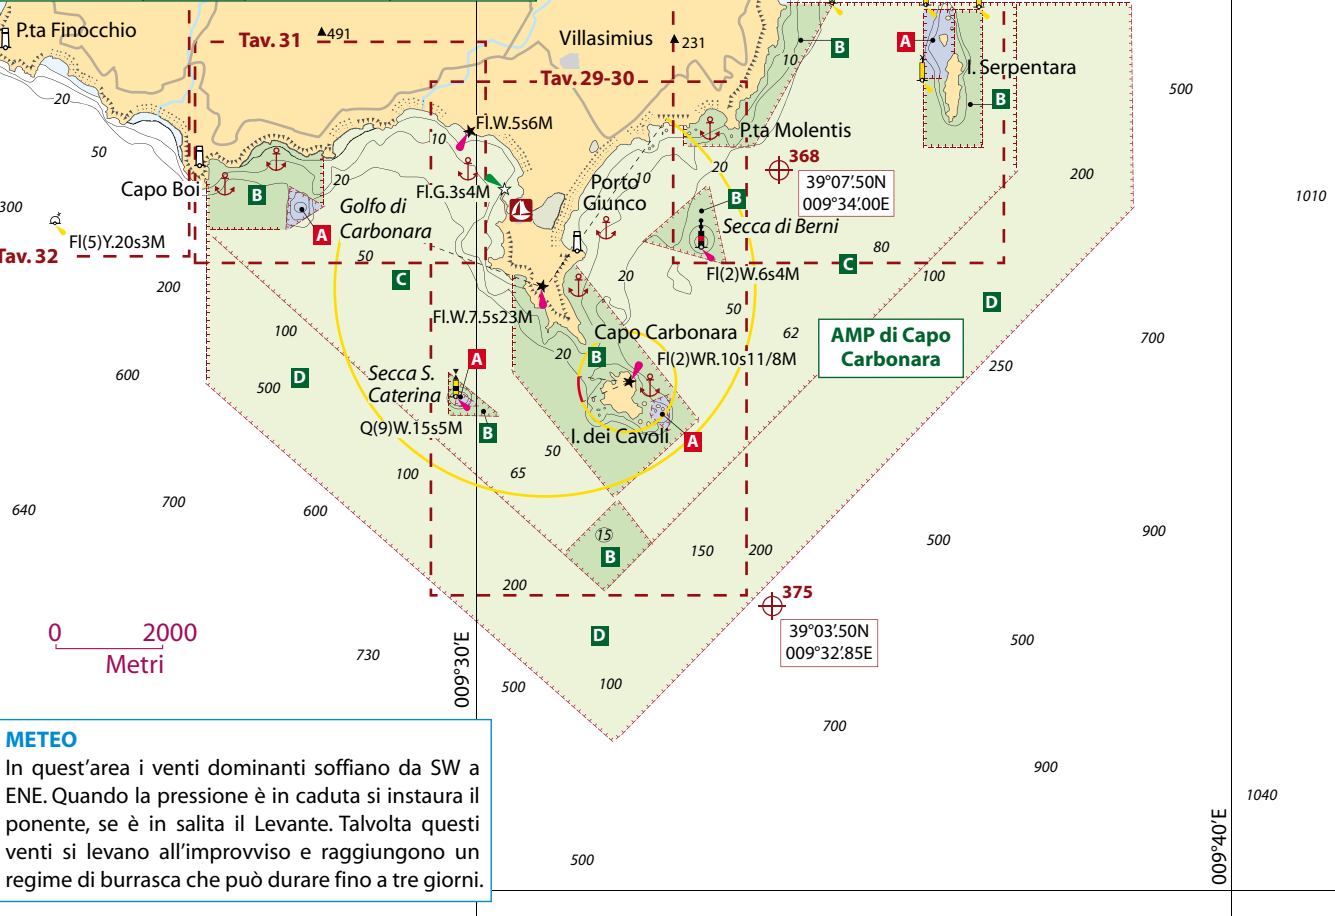 P.ta Finocchio
Tav. 31
491
Villasimius
231
Tav. 29-30
10
B
A
I. Serpentara
B
500
20
50
Capo Boi
300
Fl(5)Y.20s3M
Tav. 32
200
B
A
20
Golfo di
Carbonara
50
10
Fl.W.5s6M
Fl.G.3s4M
Porto
Giunco
10
P.ta Molentis
20
368
39°07'.50N
009°34'.00E
B
Secca di Berni
Fl(2)W.6s4M
200
1010
80
C
100
D
C
20
50
62
Fl.W.7.5s23M
Capo Carbonara
AMP di Capo
Carbonara
700
250
100
600
500
D
Secca S.
Caterina
A
Q(9)W.15s5M
B
20
B
Fl(2)WR.10s11/8M
I. dei Cavoli
A
50
65
100
640
700
600
15
B
150
200
500
900
200
375
39°03'.50N
009°32'.85E
0
2000
Metri
730
009°30'E
D
500
100
500
700
900
1040
009°40'E
500
METEO
In quest'area i venti dominanti soffiano da SW a
ENE. Quando la pressione è in caduta si instaura il
ponente, se è in salita il Levante. Talvolta questi
venti si levano all'improvviso e raggiungono un
regime di burrasca che può durare fino a tre giorni.